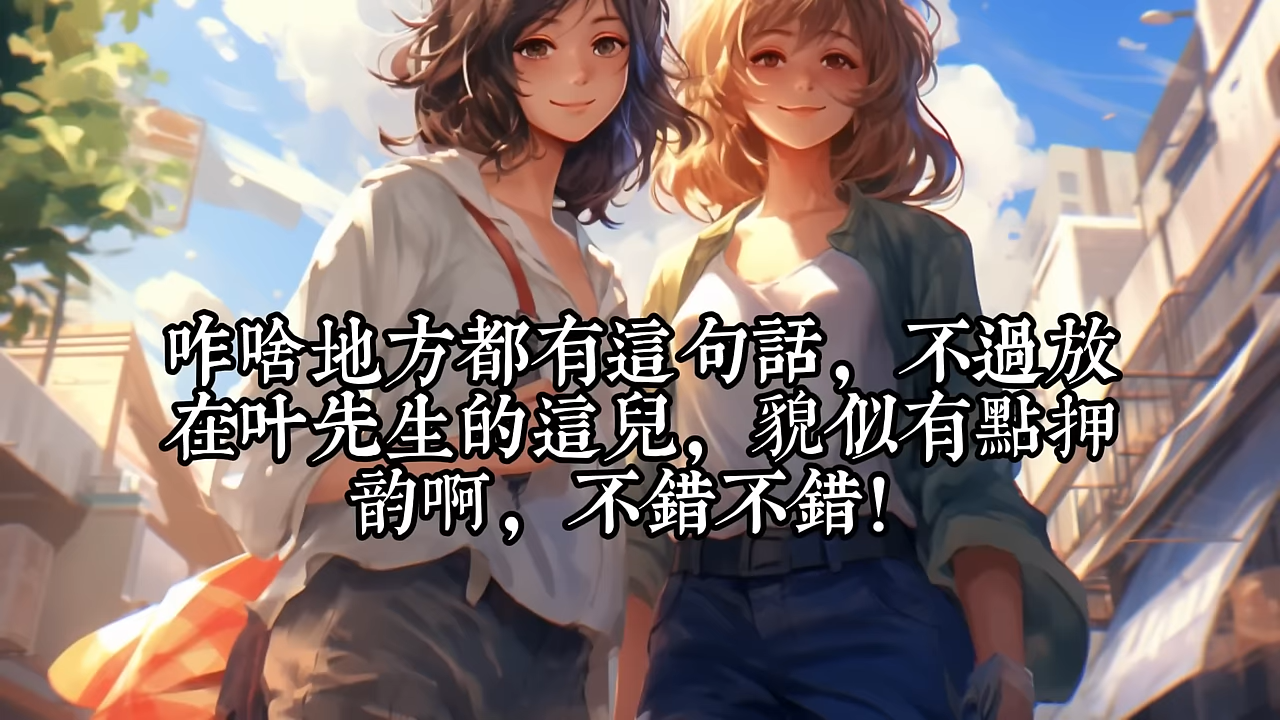 咋啥地方都有這句話，不過放
在叶先生的這兒，貌似有點押
韵啊，不錯不錯！